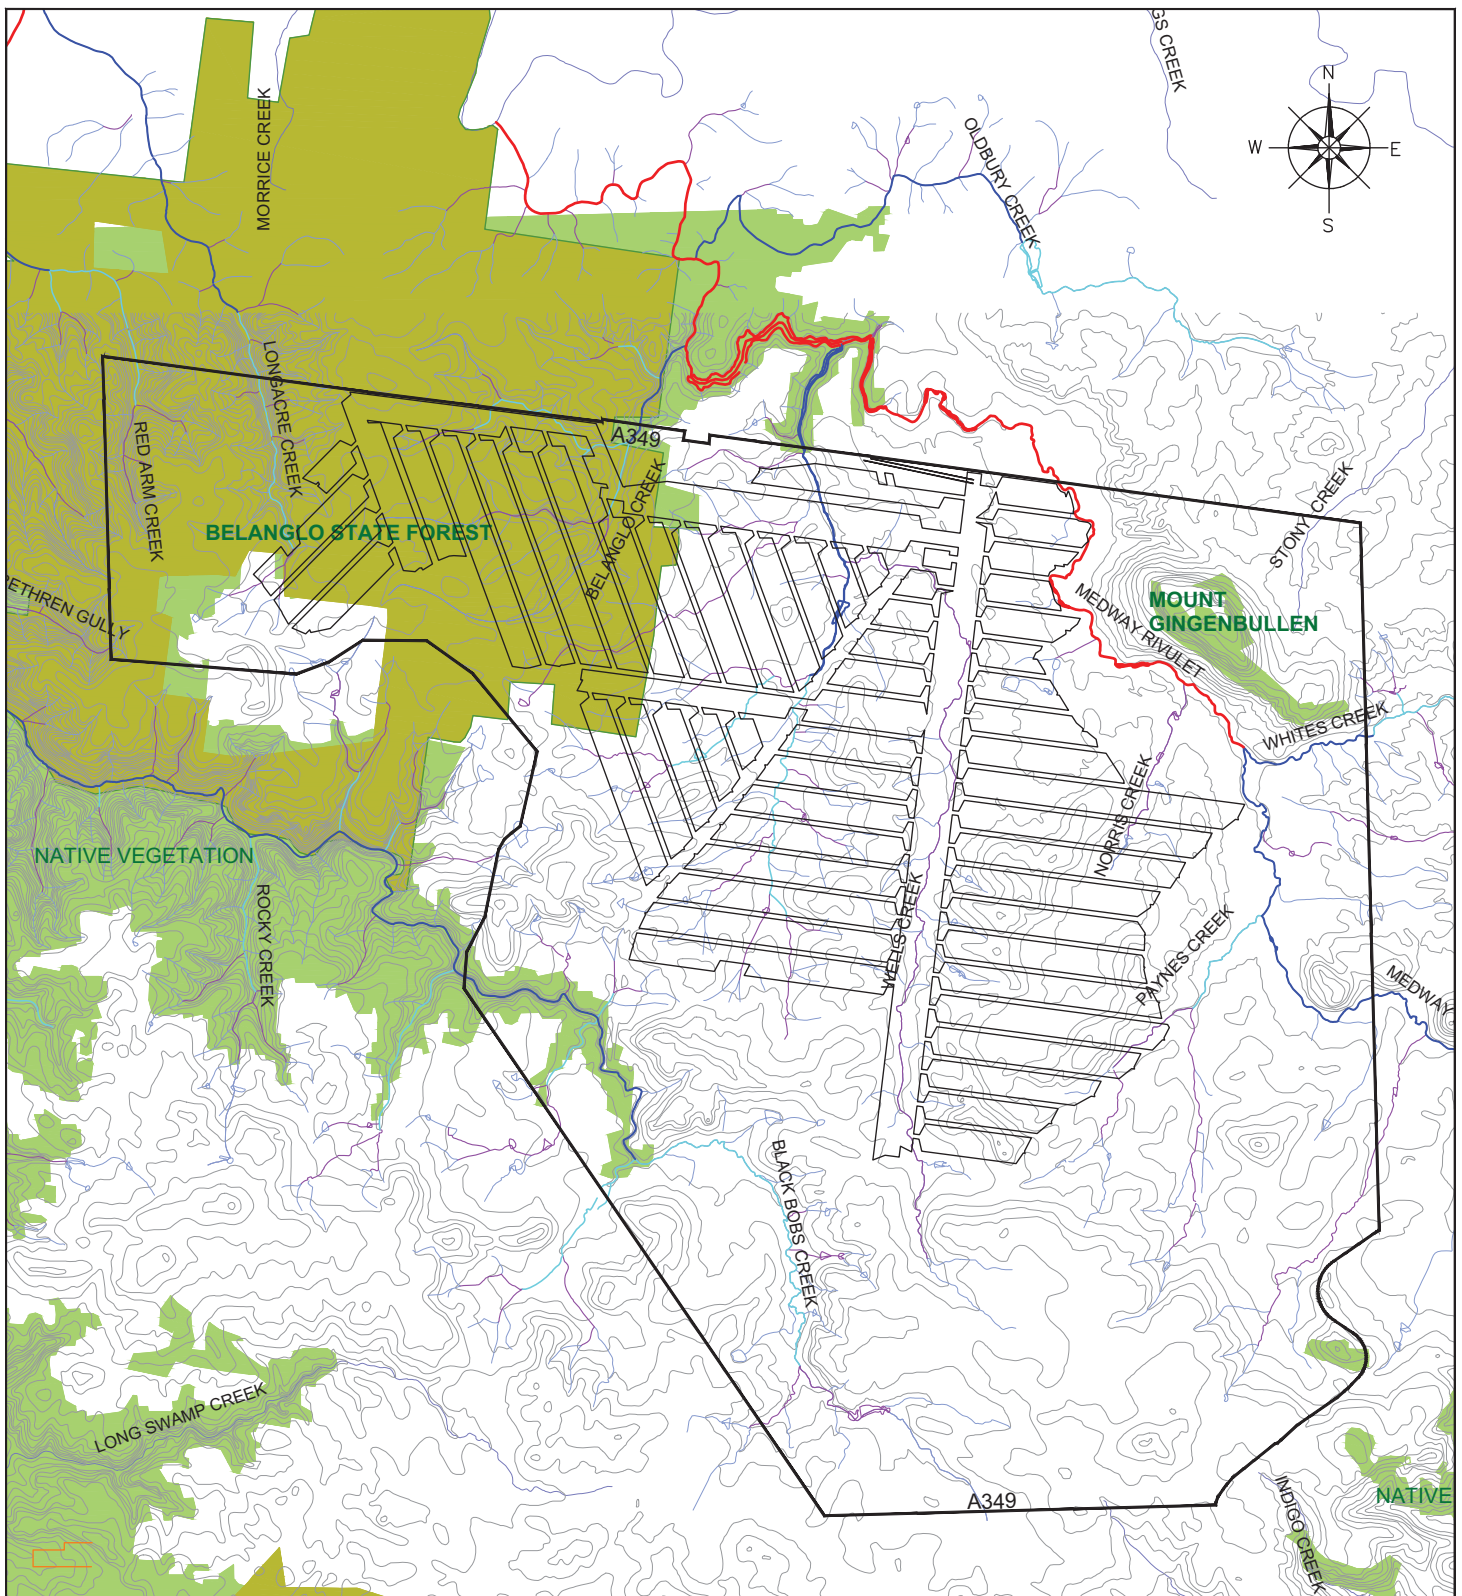 GS CREEK
N
W
E
S
MORRICE CREEK
OLDBURY CREEK
LONGACRE CREEK
RED ARM CREEK
A349
BELANGLO CREEK
BELANGLO STATE FOREST
STONY CREEK
ETHREN GULLY
MEDWAY RIVULET
MOUNT
GINGENBULLEN
WHITES CREEK
NORRIS CREEK
NATIVE VEGETATION
ROCKY CREEK
WELLS CREEK
PAYNES CREEK
MEDWAY
BLACK BOBS CREEK
LONG SWAMP CREEK
A349
INDIGO CREEK
NATIVE